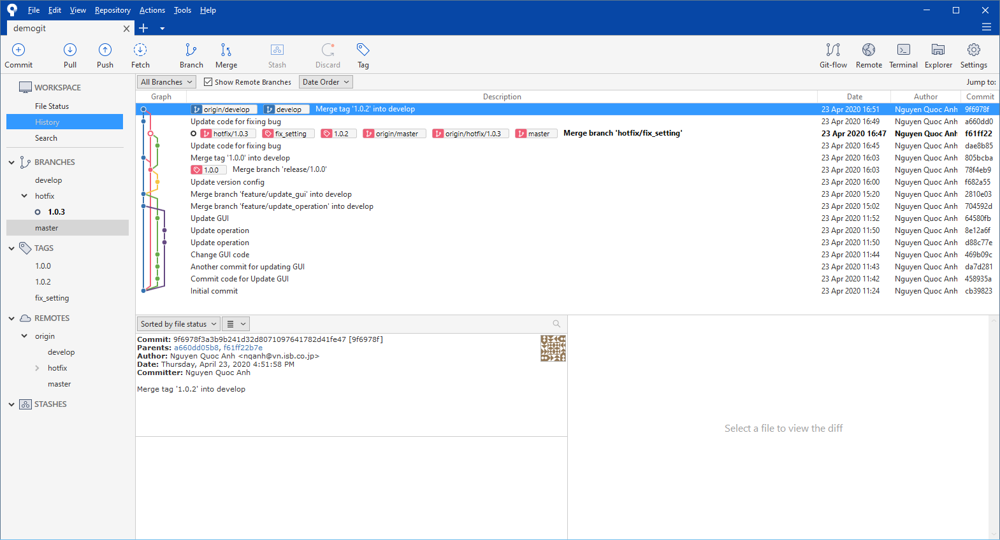 File Edit View Repository Actions Tools Help
demogit
Commit Pull Push Fetch Branch Merge Stash Discard Tag Git-flow Remote Terminal Explorer Settings
WORKSPACE
File Status
History
Search
BRANCHES
develop
hotfix
1.0.3
master
TAGS
1.0.0
1.0.2
fix_setting
REMOTES
origin
develop
hotfix
master
STASHES
All Branches Show Remote Branches Date Order Jump to:
Graph Description Date Author Commit
origin/develop develop Merge tag '1.0.2' into develop 23 Apr 2020 16:51 Nguyen Quoc Anh 9f6978f
Update code for fixing bug 23 Apr 2020 16:49 Nguyen Quoc Anh a660dd0
hotfix/1.0.3 fix_setting 1.0.2 origin/master origin/hotfix/1.0.3 master Merge branch 'hotfix/fix_setting' 23 Apr 2020 16:47 Nguyen Quoc Anh f61ff22
Update code for fixing bug 23 Apr 2020 16:45 Nguyen Quoc Anh dae8b85
Merge tag '1.0.0' into develop 23 Apr 2020 16:03 Nguyen Quoc Anh 805bcba
1.0.0 Merge branch 'release/1.0.0' 23 Apr 2020 16:03 Nguyen Quoc Anh 78f4eb9
Update version config 23 Apr 2020 16:00 Nguyen Quoc Anh f682a55
Merge branch 'feature/update_gui' into develop 23 Apr 2020 15:20 Nguyen Quoc Anh 2810e03
Merge branch 'feature/update_operation' into develop 23 Apr 2020 15:02 Nguyen Quoc Anh 704592d
Update GUI 23 Apr 2020 11:52 Nguyen Quoc Anh 64580fb
Update operation 23 Apr 2020 11:50 Nguyen Quoc Anh 8e12a6f
Update operation 23 Apr 2020 11:50 Nguyen Quoc Anh d88c77e
Change GUI code 23 Apr 2020 11:44 Nguyen Quoc Anh 469b09c
Another commit for updating GUI 23 Apr 2020 11:43 Nguyen Quoc Anh da7d281
Commit code for Update GUI 23 Apr 2020 11:42 Nguyen Quoc Anh 458935a
Initial commit 23 Apr 2020 11:24 Nguyen Quoc Anh cb39823
Sorted by file status
Commit: 9f6978f3a3b9b241d32d8071097641782d41fe47 [9f6978f]
Parents: a660dd05b8, f61ff22b7e
Author: Nguyen Quoc Anh <nqanh@vn.isb.co.jp>
Date: Thursday, April 23, 2020 4:51:58 PM
Committer: Nguyen Quoc Anh
Merge tag '1.0.2' into develop
Select a file to view the diff